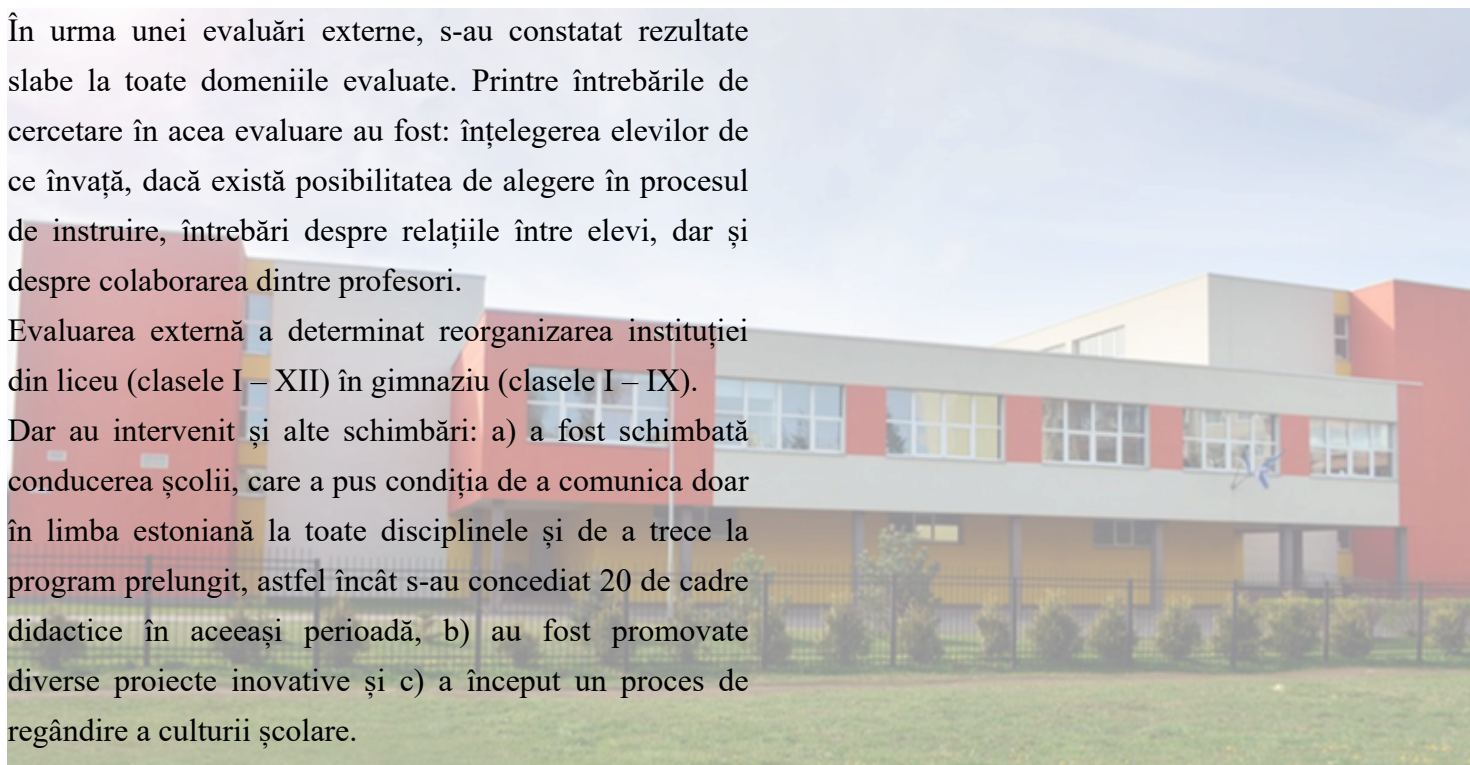 În urma unei evaluări externe, s-au constatat rezultate
slabe la toate domeniile evaluate. Printre întrebările de
cercetare în acea evaluare au fost: înțelegerea elevilor de
ce învață, dacă există posibilitatea de alegere în procesul
de instruire, întrebări despre relațiile între elevi, dar și
despre colaborarea dintre profesori.
Evaluarea externă a determinat reorganizarea instituției
din liceu (clasele I – XII) în gimnaziu (clasele I – IX).
Dar au intervenit și alte schimbări: a) a fost schimbată
conducerea școlii, care a pus condiția de a comunica doar
în limba estoniană la toate disciplinele și de a trece la
program prelungit, astfel încât s-au concediat 20 de cadre
didactice în aceeași perioadă, b) au fost promovate
diverse proiecte inovative și c) a început un proces de
regândire a culturii școlare.